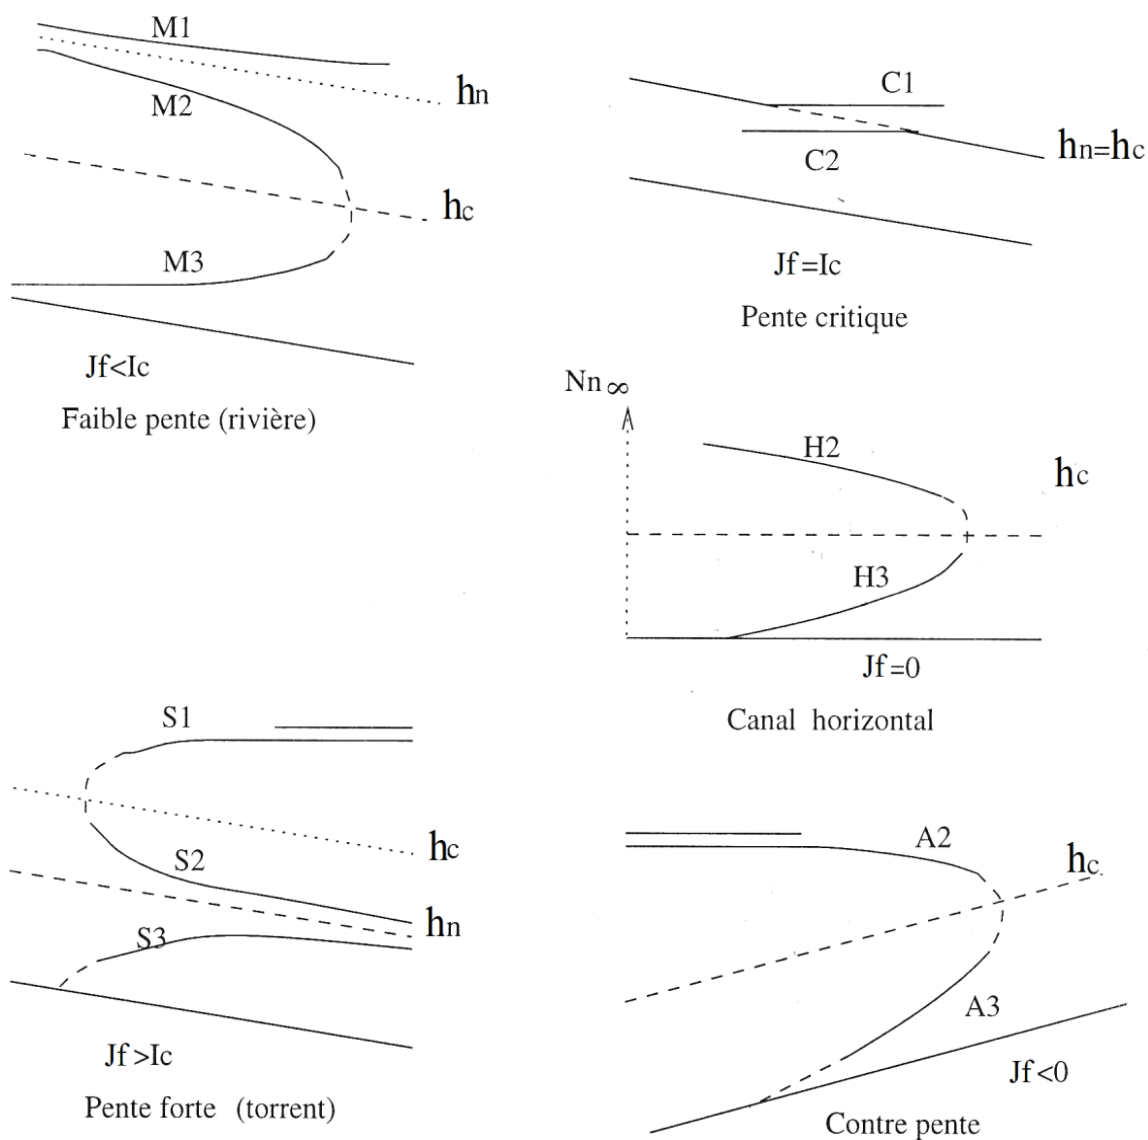 M1
hn
M2
hc
M3
Jf<Ic
Faible pente (rivière)
C1
hn=hc
C2
Jf=Ic
Pente critique
Nn ∞
H2
hc
H3
Jf=0
Canal horizontal
S1
hc
S2
hn
S3
Jf>Ic
Pente forte (torrent)
A2
hc
A3
Jf<0
Contre pente